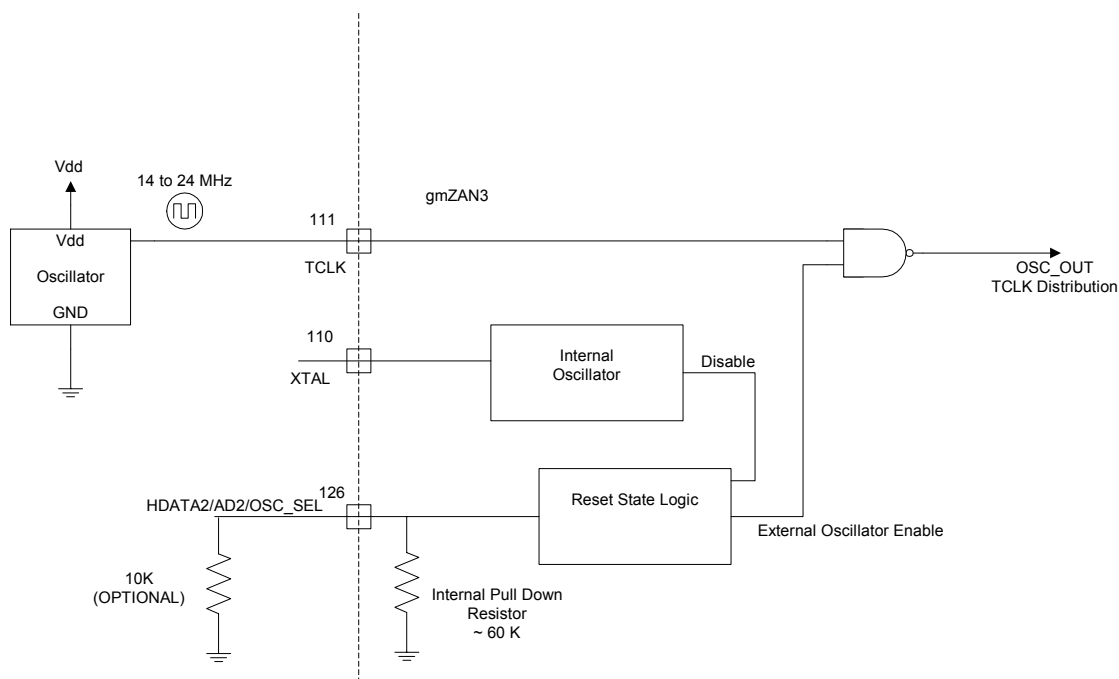 Vdd
14 to 24 MHz
gmZAN3
Vdd
Oscillator
GND
111
TCLK
OSC_OUT
TCLK Distribution
110
XTAL
Internal
Oscillator
Disable
HDATA2/AD2/OSC_SEL
126
Reset State Logic
External Oscillator Enable
10K
(OPTIONAL)
Internal Pull Down
Resistor
~ 60 K